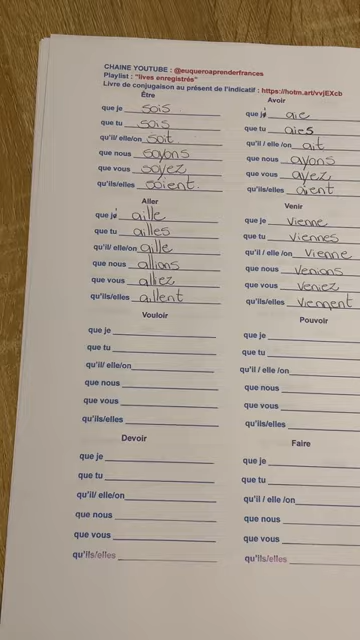 CHAINE YOUTUBE : @euqueroaprenderfrances
Playlist : "lives enregistrés"
Livre de conjugaison au présent de l'indicatif : https://hotm.art/vvjEXcb
Être
que je sois
que tu sois
qu'il/ elle/on soit
que nous soyons
que vous soyez
qu'ils/elles soient.
Avoir
que j' aie
que tu aies
qu'il / elle /on ait
que nous ayons
que vous ayez,
qu'ils/elles aient
Aller
que j' aille
que tu ailles
qu'il/ elle/on aille
que nous allions
que vous alliez
qu'ils/elles aillent
Venir
que je Vienne
que tu Viennes
qu'il / elle /on Vienne
que nous Venions
que vous Veniez
qu'ils/elles Viennent
Vouloir
que je
que tu
qu'il/ elle/on
que nous
que vous
qu'ils/elles
Pouvoir
que je
que tu
qu'il / elle /on
que nous
que vous
qu'ils/elles
Devoir
que je
que tu
qu'il/ elle/on
que nous
que vous
qu'ils/elles
Faire
que je
que tu
qu'il / elle /on
que nous
que vous
qu'ils/elles